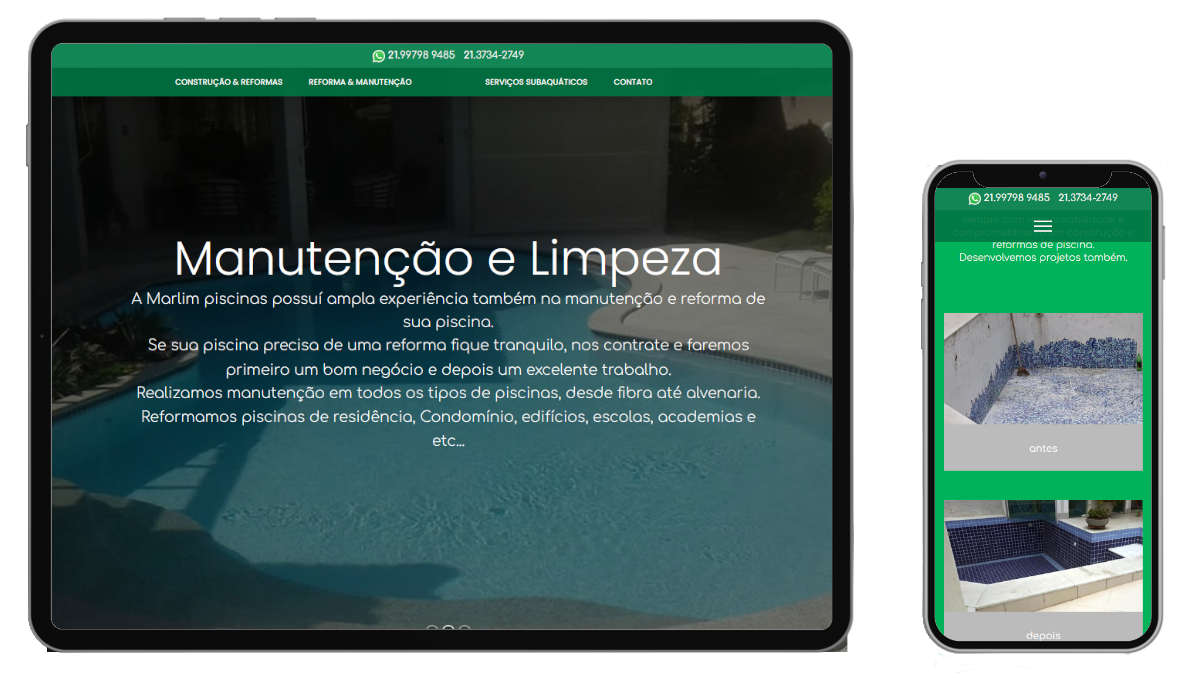 21.99798 9485 21.3734-2749
CONSTRUÇÃO & REFORMAS REFORMA & MANUTENÇÃO SERVIÇOS SUBAQUÁTICOS CONTATO
Manutenção e Limpeza
A Marlim piscinas possuí ampla experiência também na manutenção e reforma de
sua piscina.
Se sua piscina precisa de uma reforma fique tranquilo, nos contrate e faremos
primeiro um bom negócio e depois um excelente trabalho.
Realizamos manutenção em todos os tipos de piscinas, desde fibra até alvenaria.
Reformamos piscinas de residência, Condomínio, edifícios, escolas, academias e
etc...
21.99798 9485 21.3734-2749
reformas de piscina.
Desenvolvemos projetos também.
antes
depois